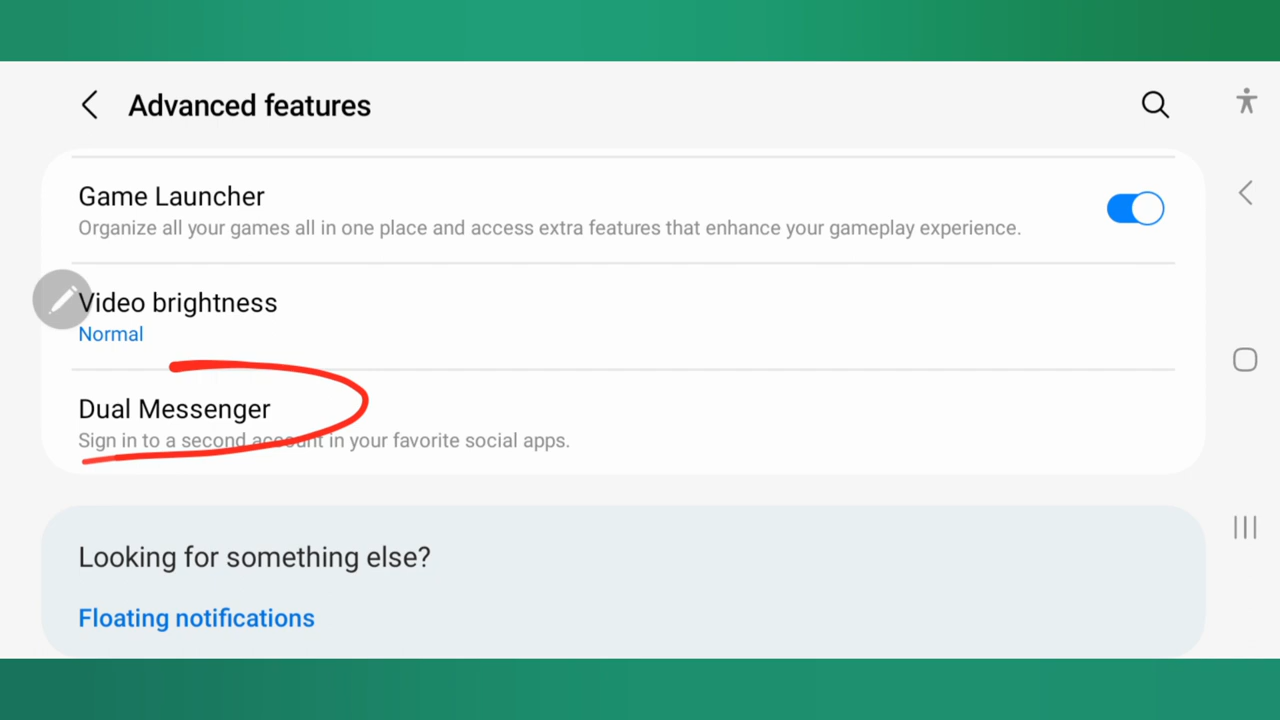 Advanced features
Game Launcher
Organize all your games all in one place and access extra features that enhance your gameplay experience.
Video brightness
Normal
Dual Messenger
Sign in to a second account in your favorite social apps.
Looking for something else?
Floating notifications